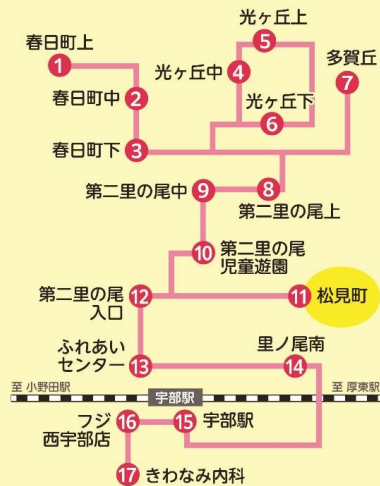 春日町上
1
春日町中
2
春日町下
3
光ヶ丘中
4
光ヶ丘上
5
光ヶ丘下
6
多賀丘
7
第二里の尾上
8
第二里の尾中
9
第二里の尾
児童遊園
10
松見町
11
第二里の尾
入口
12
ふれあい
センター
13
里ノ尾南
14
至 小野田駅
宇部駅
至 厚東駅
宇部駅
15
フジ
西宇部店
16
きわなみ内科
17